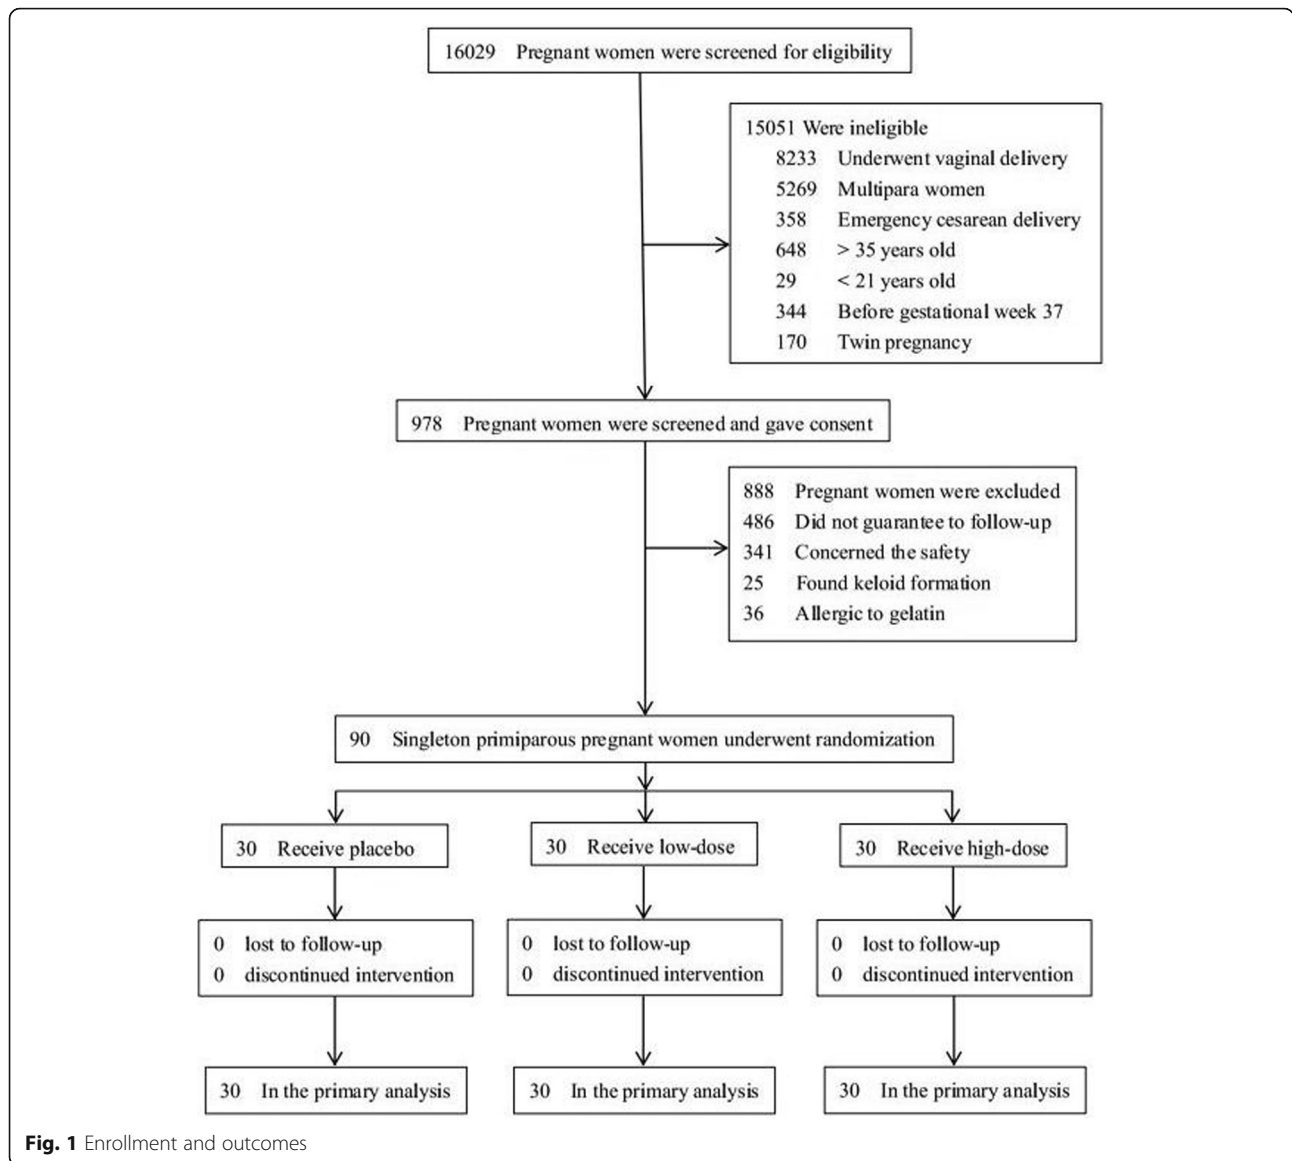 16029 Pregnant women were screened for eligibility
15051 Were ineligible
8233 Underwent vaginal delivery
5269 Multipara women
358 Emergency cesarean delivery
648 > 35 years old
29 < 21 years old
344 Before gestational week 37
170 Twin pregnancy
978 Pregnant women were screened and gave consent
888 Pregnant women were excluded
486 Did not guarantee to follow-up
341 Concerned the safety
25 Found keloid formation
36 Allergic to gelatin
90 Singleton primiparous pregnant women underwent randomization
30 Receive placebo
30 Receive low-dose
30 Receive high-dose
0 lost to follow-up
0 discontinued intervention
0 lost to follow-up
0 discontinued intervention
0 lost to follow-up
0 discontinued intervention
30 In the primary analysis
30 In the primary analysis
30 In the primary analysis
Fig. 1 Enrollment and outcomes